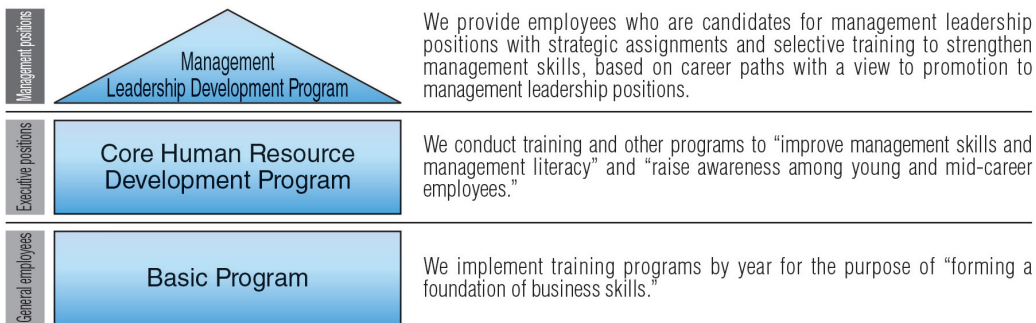 Management positions
Management
Leadership Development Program
We provide employees who are candidates for management leadership
positions with strategic assignments and selective training to strengthen
management skills, based on career paths with a view to promotion to
management leadership positions.
Executive positions
Core Human Resource
Development Program
We conduct training and other programs to “improve management skills and
management literacy” and “raise awareness among young and mid-career
employees.”
General employees
Basic Program
We implement training programs by year for the purpose of “forming a
foundation of business skills.”